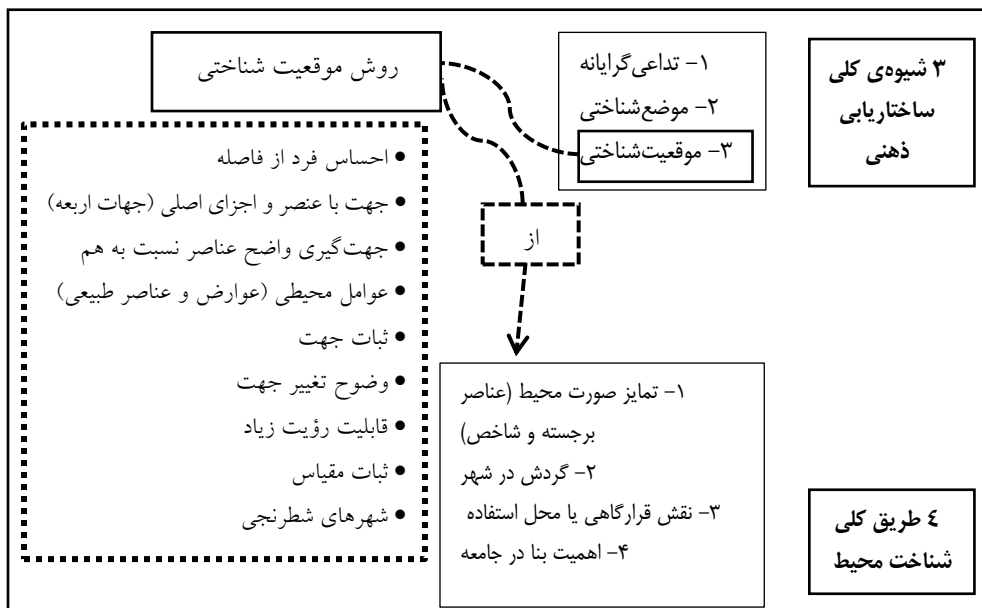 ۳ شیوه‌ی کلی
ساختاریابی
ذهنی
۱- تداعی‌گرایانه
۲- موضع‌شناختی
۳- موقعیت‌شناختی
روش موقعیت شناختی
• احساس فرد از فاصله
• جهت با عنصر و اجزای اصلی (جهات اربعه)
• جهت‌گیری واضح عناصر نسبت به هم
• عوامل محیطی (عوارض و عناصر طبیعی)
• ثبات جهت
• وضوح تغییر جهت
• قابلیت رؤیت زیاد
• ثبات مقیاس
• شهرهای شطرنجی
از
۴ طریق کلی
شناخت محیط
۱- تمایز صورت محیط (عناصر
برجسته و شاخص)
۲- گردش در شهر
۳- نقش قرارگاهی یا محل استفاده
۴- اهمیت بنا در جامعه